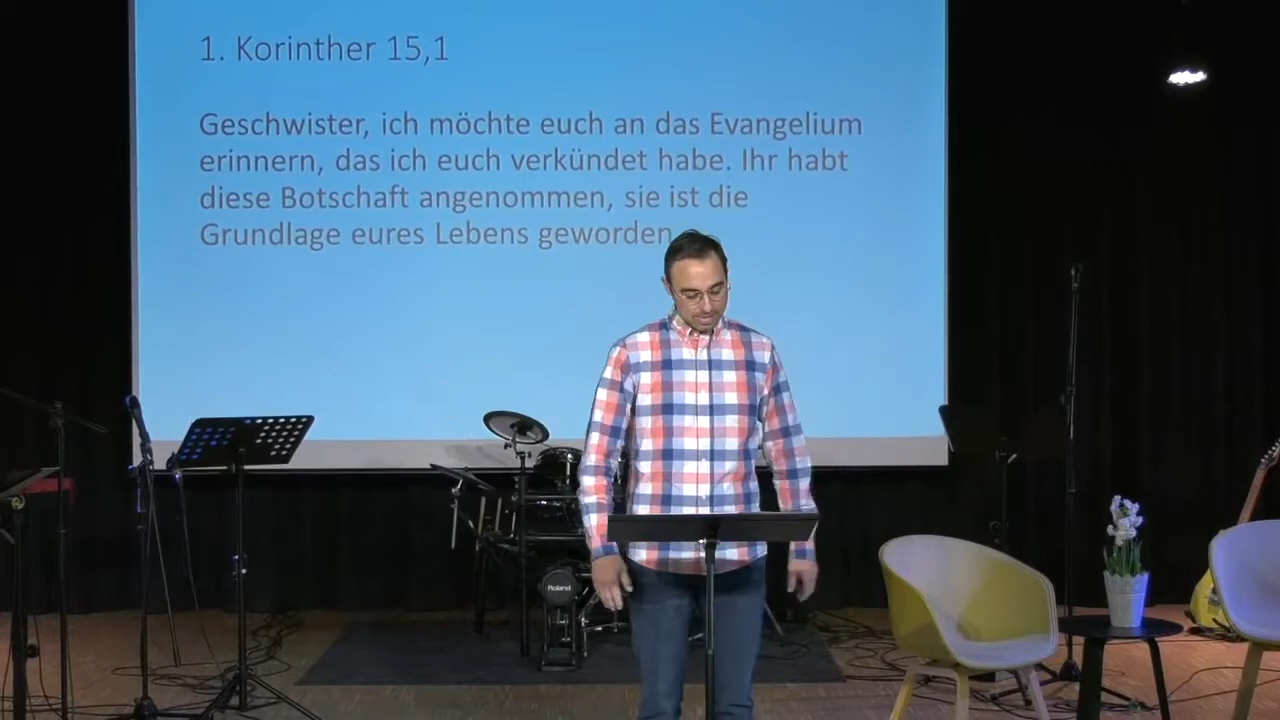 1. Korinther 15,1
Geschwister, ich möchte euch an das Evangelium
erinnern, das ich euch verkündet habe. Ihr habt
diese Botschaft angenommen, sie ist die
Grundlage eures Lebens geworden
Roland